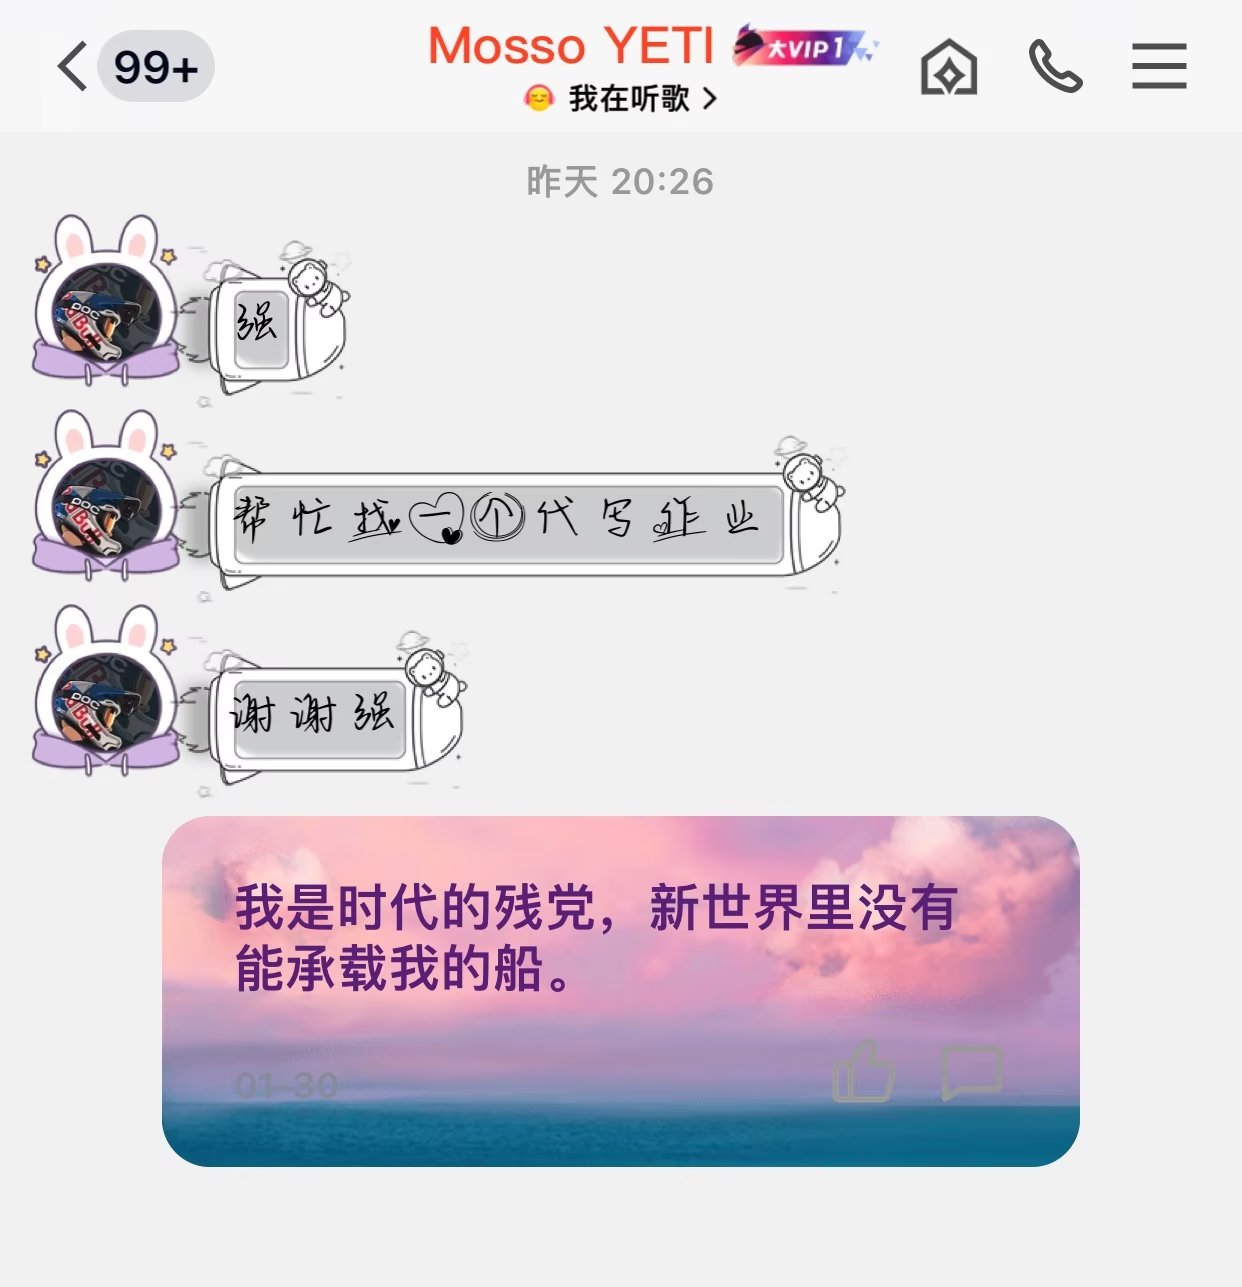 99+
Mosso YETI
大VIP1
我在听歌
昨天 20:26
强
帮忙找一个代写作业
谢谢强
我是时代的残党，新世界里没有
能承载我的船。
01-30